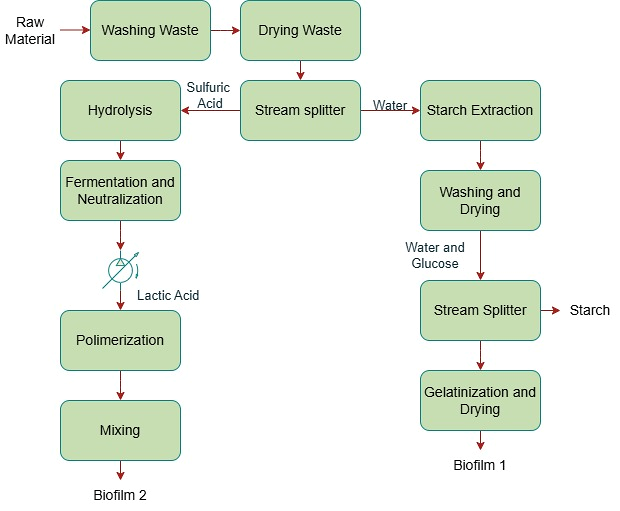 Raw
Material
Washing Waste
Drying Waste
Hydrolysis
Sulfuric
Acid
Stream splitter
Water
Starch Extraction
Fermentation and
Neutralization
Washing and
Drying
Water and
Glucose
Lactic Acid
Polimerization
Stream Splitter
Starch
Mixing
Gelatinization and
Drying
Biofilm 2
Biofilm 1